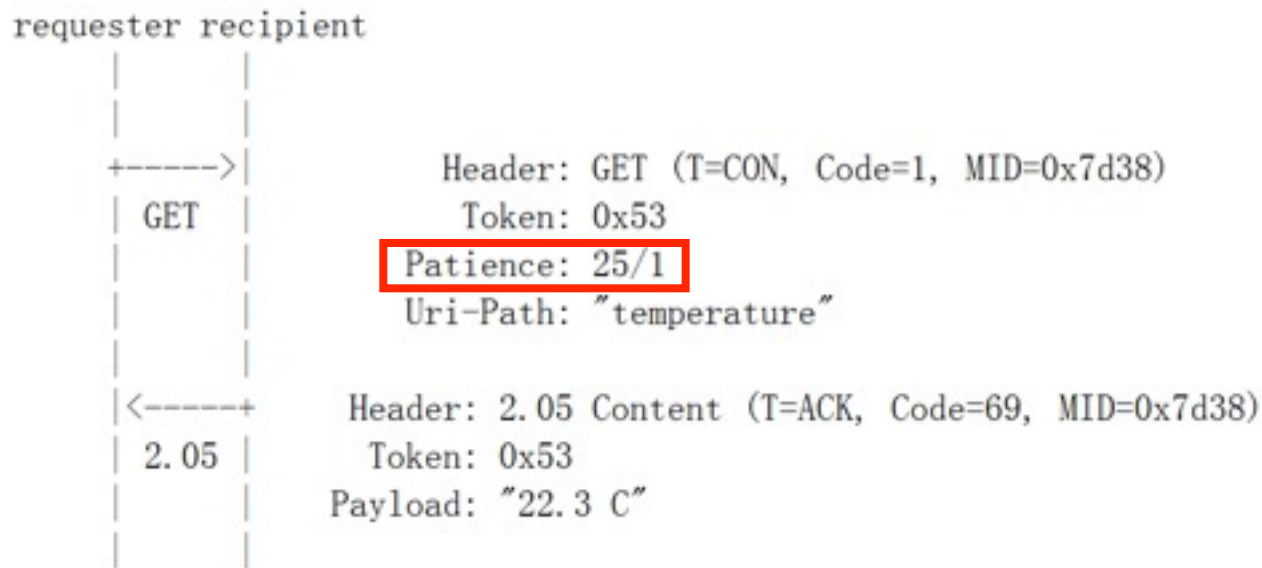 requester recipient
+----->| Header: GET (T=CON, Code=1, MID=0x7d38)
| GET | Token: 0x53
Patience: 25/1
Uri-Path: "temperature"
|<-----+ Header: 2.05 Content (T=ACK, Code=69, MID=0x7d38)
| 2.05 | Token: 0x53
Payload: "22.3 C"